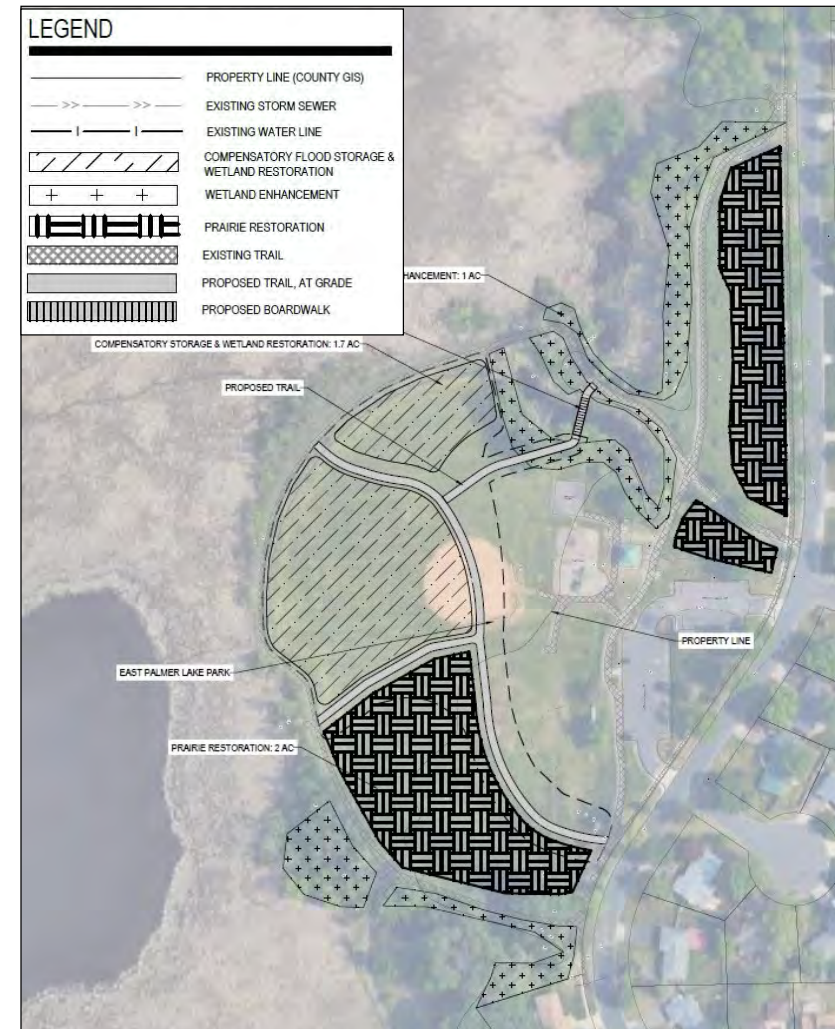 LEGEND
PROPERTY LINE (COUNTY GIS)
EXISTING STORM SEWER
EXISTING WATER LINE
COMPENSATORY FLOOD STORAGE &
WETLAND RESTORATION
WETLAND ENHANCEMENT
PRAIRIE RESTORATION
EXISTING TRAIL
PROPOSED TRAIL, AT GRADE
PROPOSED BOARDWALK
HANCEMENT: 1 AC
COMPENSATORY STORAGE & WETLAND RESTORATION: 1.7 AC
PROPOSED TRAIL
PROPERTY LINE
EAST PALMER LAKE PARK
PRAIRIE RESTORATION: 2 AC